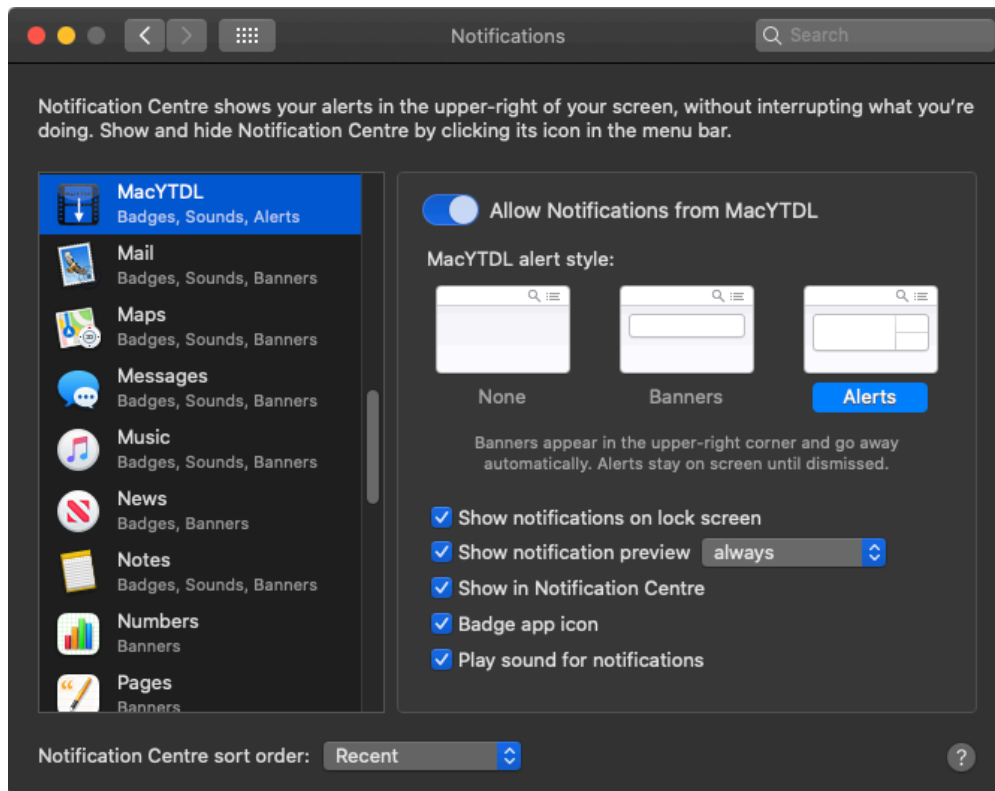 Notifications
Search
Notification Centre shows your alerts in the upper-right of your screen, without interrupting what you're
doing. Show and hide Notification Centre by clicking its icon in the menu bar.
MacYTDL
Badges, Sounds, Alerts
Mail
Badges, Sounds, Banners
Maps
Badges, Sounds, Banners
Messages
Badges, Sounds, Banners
Music
Badges, Sounds, Banners
News
Badges, Banners
Notes
Badges, Sounds, Banners
Numbers
Banners
Pages
Banners
Allow Notifications from MacYTDL
MacYTDL alert style:
None
Banners
Alerts
Banners appear in the upper-right corner and go away
automatically. Alerts stay on screen until dismissed.
Show notifications on lock screen
Show notification preview always
Show in Notification Centre
Badge app icon
Play sound for notifications
Notification Centre sort order: Recent
?